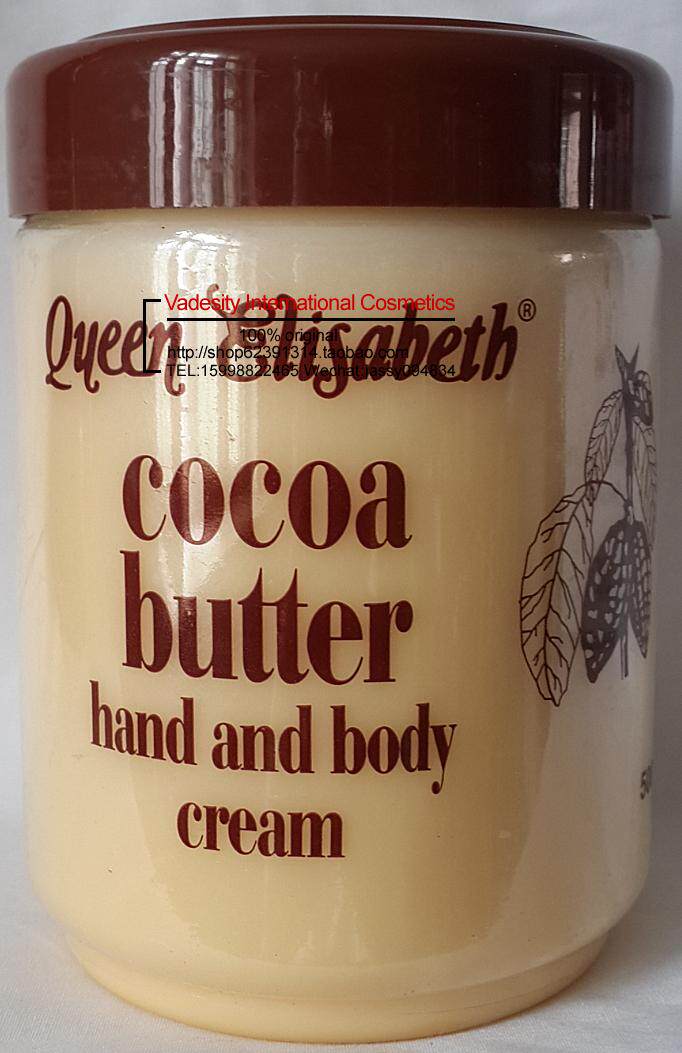 Queen Elisabeth®
Vadesity International Cosmetics
100% original
http://shop62391314.taobao.com
TEL:15998822465 Wechat:jassy094834
cocoa
butter
hand and body
cream